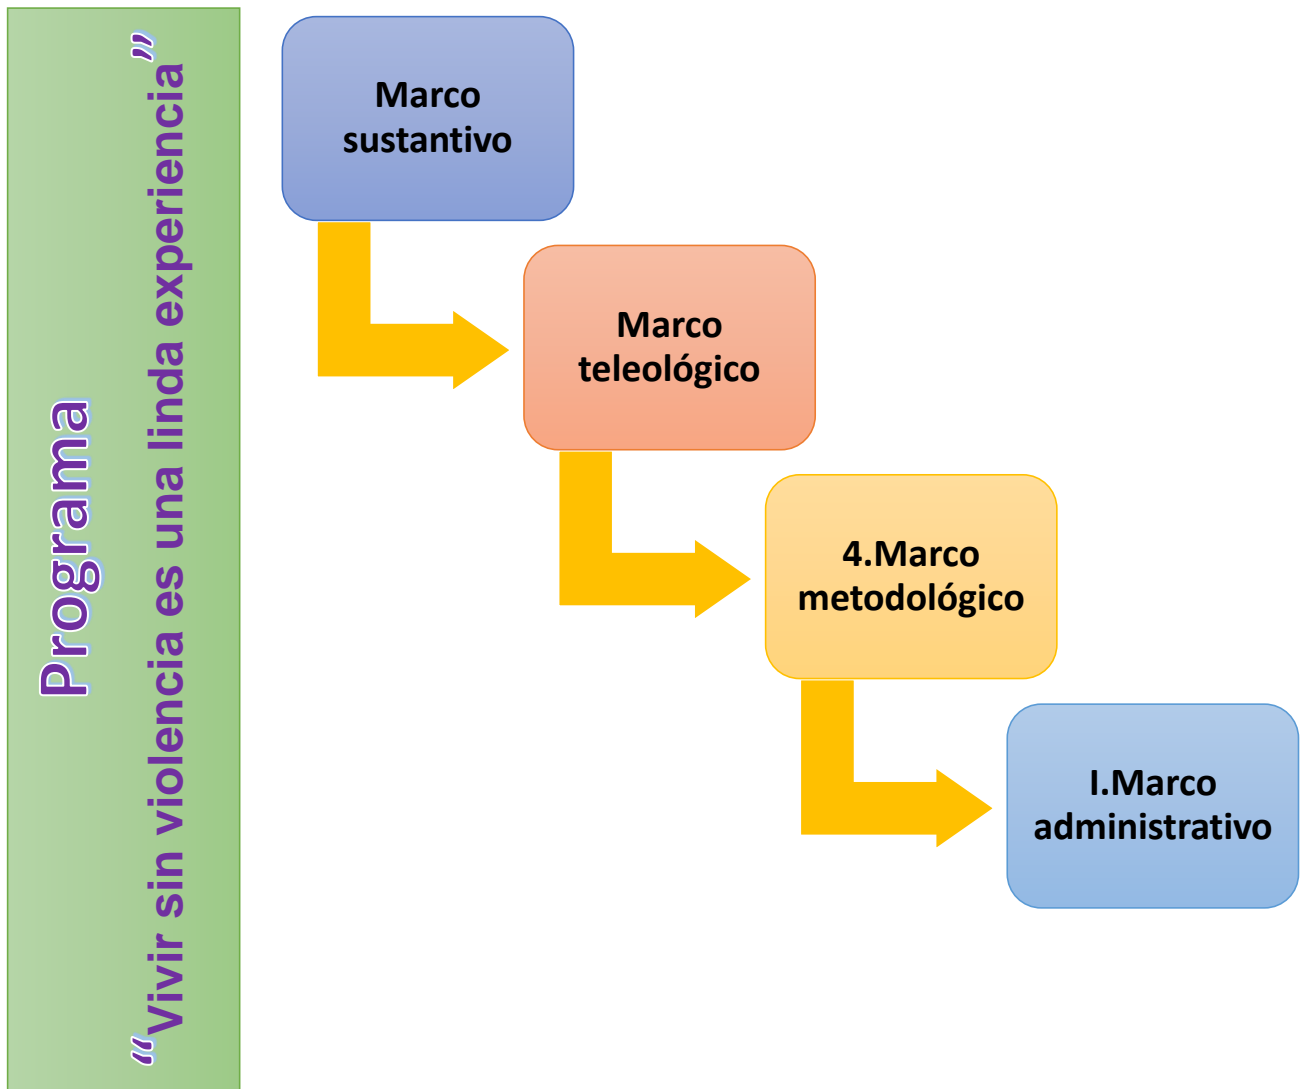 Programa
“Vivir sin violencia es una linda experiencia”
Marco
sustantivo
Marco
teleológico
4.Marco
metodológico
I.Marco
administrativo